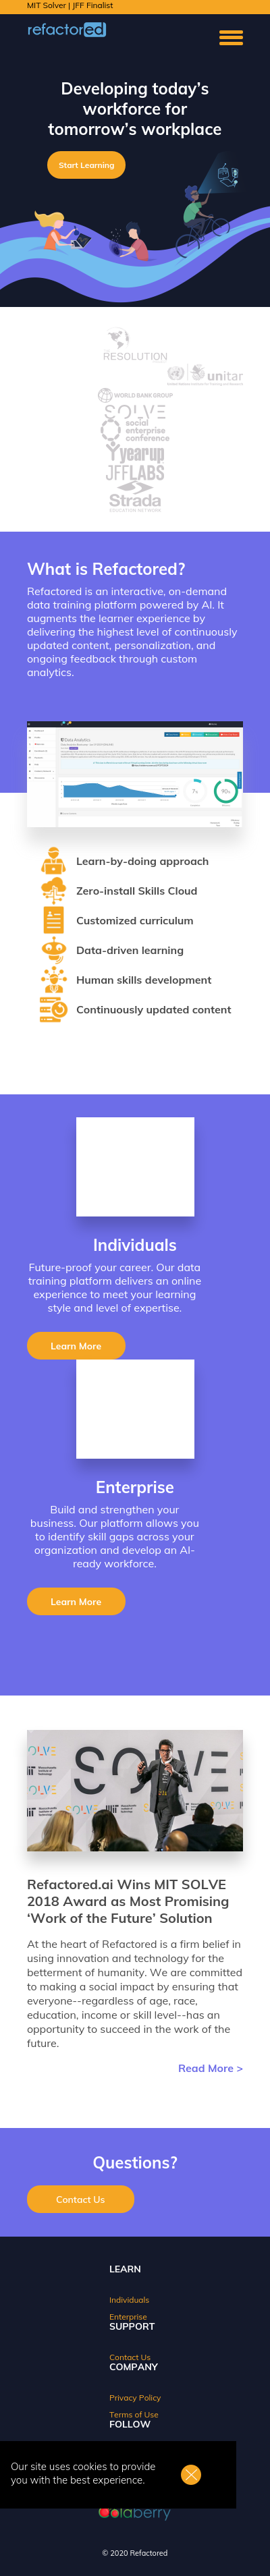 MIT Solver | JFF Finalist
refactored
Developing today’s
workforce for
tomorrow’s workplace
Start Learning
RESOLUTION
unitar
WORLD BANK GROUP
SOLVE
social
enterprise
conference
yearup
JFFLABS
Strada
EDUCATION NETWORK
What is Refactored?
Refactored is an interactive, on-demand
data training platform powered by AI. It
augments the learner experience by
delivering the highest level of continuously
updated content, personalization, and
ongoing feedback through custom
analytics.
Data Analytics
Learn-by-doing approach
Zero-install Skills Cloud
Customized curriculum
Data-driven learning
Human skills development
Continuously updated content
Individuals
Future-proof your career. Our data
training platform delivers an online
experience to meet your learning
style and level of expertise.
Learn More
Enterprise
Build and strengthen your
business. Our platform allows you
to identify skill gaps across your
organization and develop an AI-
ready workforce.
Learn More
SOLVE
Refactored.ai Wins MIT SOLVE
2018 Award as Most Promising
‘Work of the Future’ Solution
At the heart of Refactored is a firm belief in
using innovation and technology for the
betterment of humanity. We are committed
to making a social impact by ensuring that
everyone--regardless of age, race,
education, income or skill level--has an
opportunity to succeed in the work of the
future.
Read More >
Questions?
Contact Us
LEARN
Individuals
Enterprise
SUPPORT
Contact Us
COMPANY
Privacy Policy
Terms of Use
FOLLOW
Our site uses cookies to provide
you with the best experience.
Coldberry
© 2020 Refactored